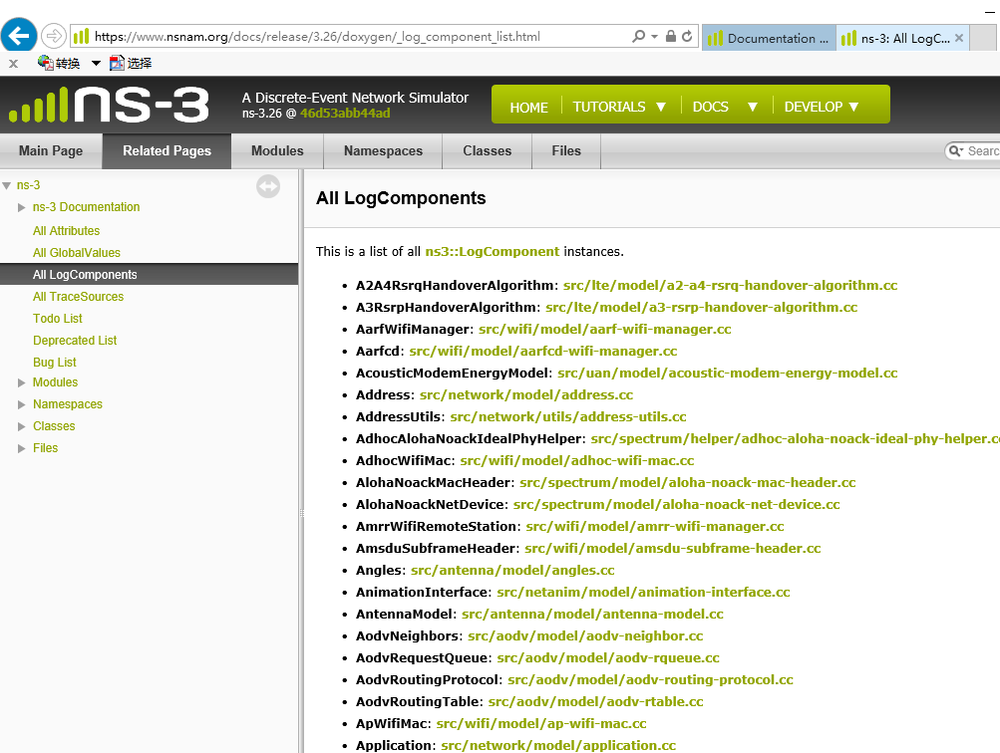 https://www.nsnam.org/docs/release/3.26/doxygen/_log_component_list.html
Documentation ...
ns-3: All LogC...
x 转换 选择
NS-3
A Discrete-Event Network Simulator
ns-3.26 @ 46d53abb44ad
HOME TUTORIALS ▼ DOCS ▼ DEVELOP ▼
Main Page Related Pages Modules Namespaces Classes Files
ns-3
ns-3 Documentation
All Attributes
All GlobalValues
All LogComponents
All TraceSources
Todo List
Deprecated List
Bug List
Modules
Namespaces
Classes
Files
All LogComponents
This is a list of all ns3::LogComponent instances.
• A2A4RsrqHandoverAlgorithm: src/lte/model/a2-a4-rsrq-handover-algorithm.cc
• A3RsrpHandoverAlgorithm: src/lte/model/a3-rsrp-handover-algorithm.cc
• AarfWifiManager: src/wifi/model/aarf-wifi-manager.cc
• Aarfcd: src/wifi/model/aarfcd-wifi-manager.cc
• AcousticModemEnergyModel: src/uan/model/acoustic-modem-energy-model.cc
• Address: src/network/model/address.cc
• AddressUtils: src/network/utils/address-utils.cc
• AdhocAlohaNoackIdealPhyHelper: src/spectrum/helper/adhoc-aloha-noack-ideal-phy-helper.c
• AdhocWifiMac: src/wifi/model/adhoc-wifi-mac.cc
• AlohaNoackMacHeader: src/spectrum/model/aloha-noack-mac-header.cc
• AlohaNoackNetDevice: src/spectrum/model/aloha-noack-net-device.cc
• AmrrWifiRemoteStation: src/wifi/model/amrr-wifi-manager.cc
• AmsduSubframeHeader: src/wifi/model/amsdu-subframe-header.cc
• Angles: src/antenna/model/angles.cc
• AnimationInterface: src/netanim/model/animation-interface.cc
• AntennaModel: src/antenna/model/antenna-model.cc
• AodvNeighbors: src/aodv/model/aodv-neighbor.cc
• AodvRequestQueue: src/aodv/model/aodv-rqueue.cc
• AodvRoutingProtocol: src/aodv/model/aodv-routing-protocol.cc
• AodvRoutingTable: src/aodv/model/aodv-rtable.cc
• ApWifiMac: src/wifi/model/ap-wifi-mac.cc
• Application: src/network/model/application.cc